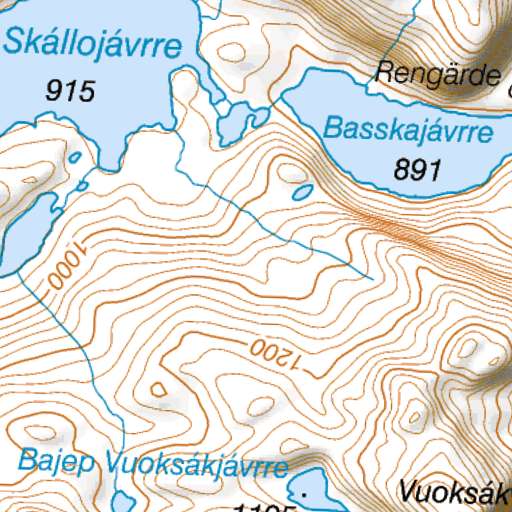 Skállojávrre
915
Rengärde
Basskajávrre
891
1000
1200
Bajep Vuoksákjávrre
Vuoksák